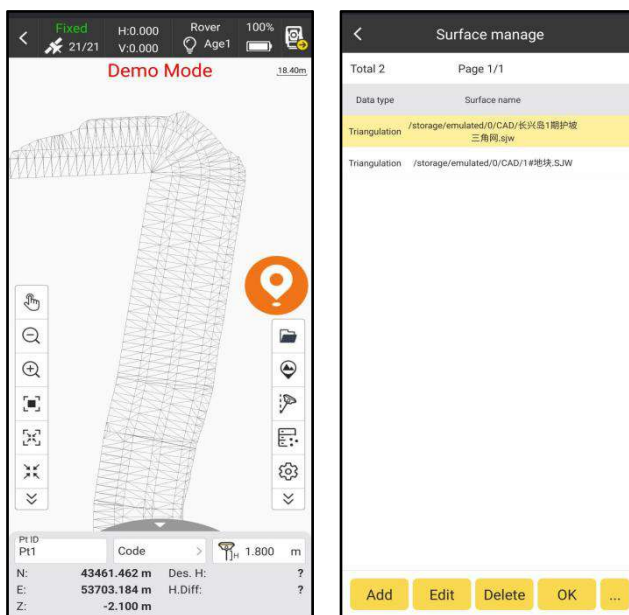 Fixed H:0.000 Rover 100%
21/21 V:0.000 Age1
Demo Mode
18.40m
Pt ID
Pt1 Code > H 1.800 m
N: 43461.462 m Des. H: ?
E: 53703.184 m H.Diff: ?
Z: -2.100 m
Surface manage
Total 2 Page 1/1
Data type Surface name
Triangulation /storage/emulated/0/CAD/长兴岛1期护坡
三角网.sjw
Triangulation /storage/emulated/0/CAD/1#地块.SJW
Add Edit Delete OK ...